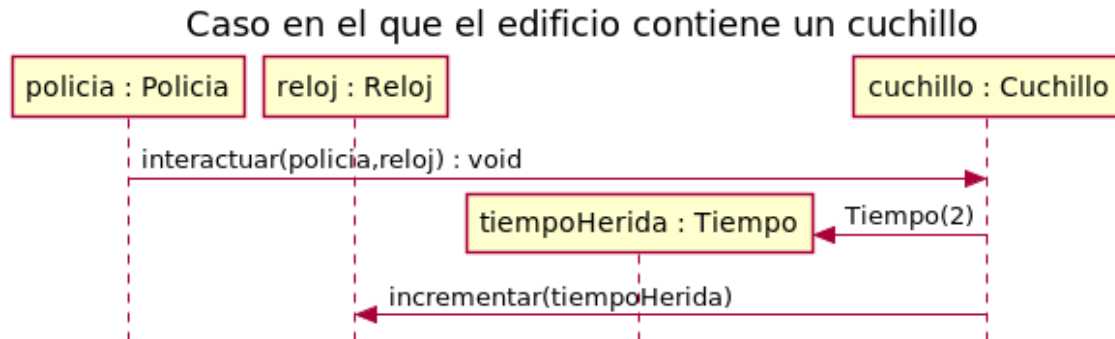 Caso en el que el edificio contiene un cuchillo
policia : Policia
reloj : Reloj
cuchillo : Cuchillo
interactuar(policia,reloj) : void
tiempoHerida : Tiempo
Tiempo(2)
incrementar(tiempoHerida)